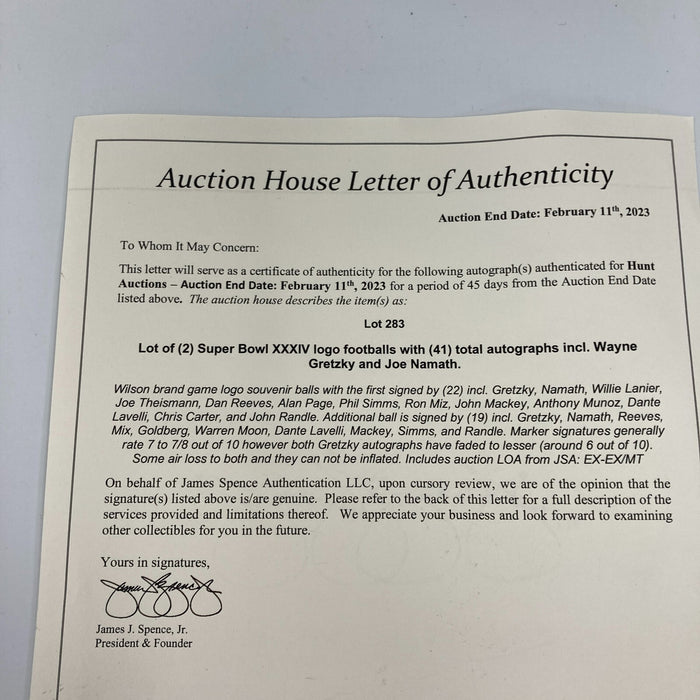 Auction House Letter of Authenticity
Auction End Date: February 11th, 2023
To Whom It May Concern:
This letter will serve as a certificate of authenticity for the following autograph(s) authenticated for Hunt
Auctions – Auction End Date: February 11th, 2023 for a period of 45 days from the Auction End Date
listed above. The auction house describes the item(s) as:
Lot 283
Lot of (2) Super Bowl XXXIV logo footballs with (41) total autographs incl. Wayne
Gretzky and Joe Namath.
Wilson brand game logo souvenir balls with the first signed by (22) incl. Gretzky, Namath, Willie Lanier,
Joe Theismann, Dan Reeves, Alan Page, Phil Simms, Ron Miz, John Mackey, Anthony Munoz, Dante
Lavelli, Chris Carter, and John Randle. Additional ball is signed by (19) incl. Gretzky, Namath, Reeves,
Mix, Goldberg, Warren Moon, Dante Lavelli, Mackey, Simms, and Randle. Marker signatures generally
rate 7 to 7/8 out of 10 however both Gretzky autographs have faded to lesser (around 6 out of 10).
Some air loss to both and they can not be inflated. Includes auction LOA from JSA: EX-EX/MT
On behalf of James Spence Authentication LLC, upon cursory review, we are of the opinion that the
signature(s) listed above is/are genuine. Please refer to the back of this letter for a full description of the
services provided and limitations thereof. We appreciate your business and look forward to examining
other collectibles for you in the future.
Yours in signatures,
James Spence Jr
James J. Spence, Jr.
President & Founder